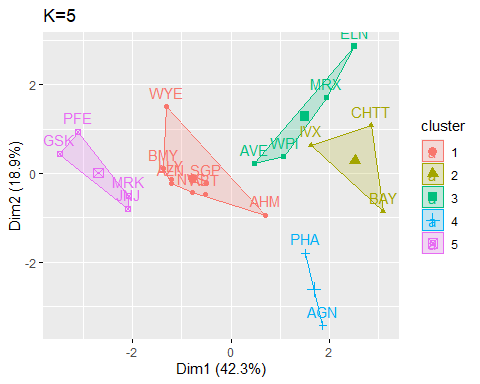 K=5
ELN
MRX
CHTT
WYE
PFE
IVX
WPI
AVE
GSK
BMY
SGP
MRK
JNJ
AHM
BAY
PHA
AGN
2
0
-2
-2
0
2
Dim2 (18.9%)
Dim1 (42.3%)
cluster
1
2
3
4
5